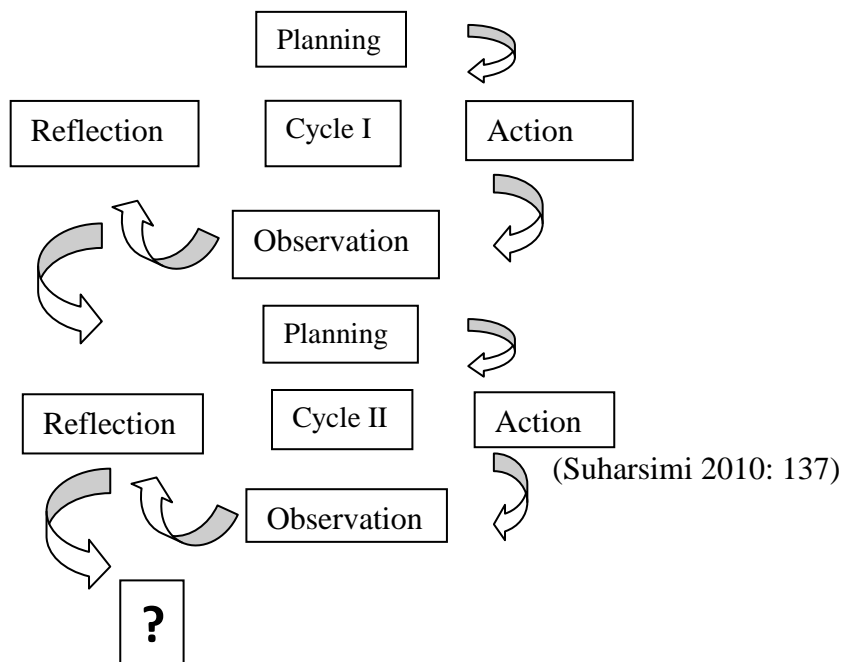 Planning
Reflection
Cycle I
Action
Observation
Planning
Reflection
Cycle II
Action
(Suharsimi 2010: 137)
Observation
?